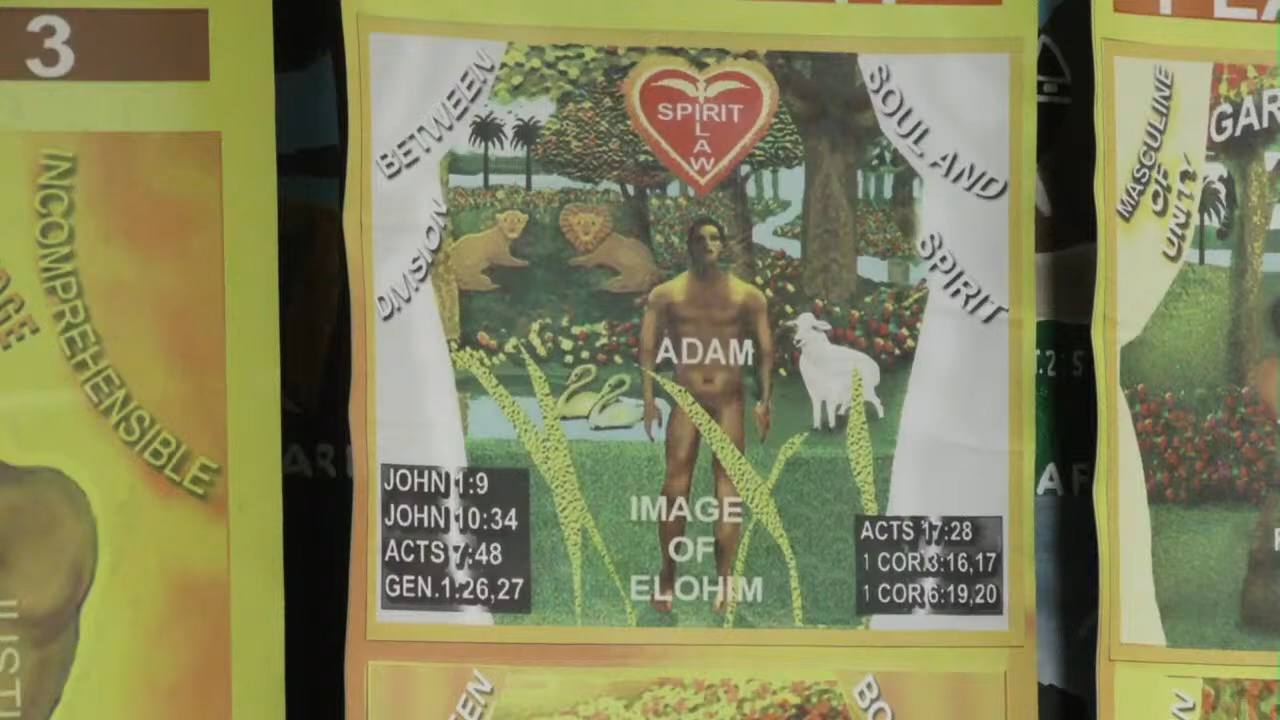 3
INCOMPREHENSIBLE
DIVISION BETWEEN
SOUL AND SPIRIT
SPIRIT
LAW
ADAM
IMAGE
OF
ELOHIM
JOHN 1:9
JOHN 10:34
ACTS 7:48
GEN.1:26,27
ACTS 17:28
1 COR.3:16,17
1 COR.6:19,20
MASCULINE
OF
UNITY
GAR